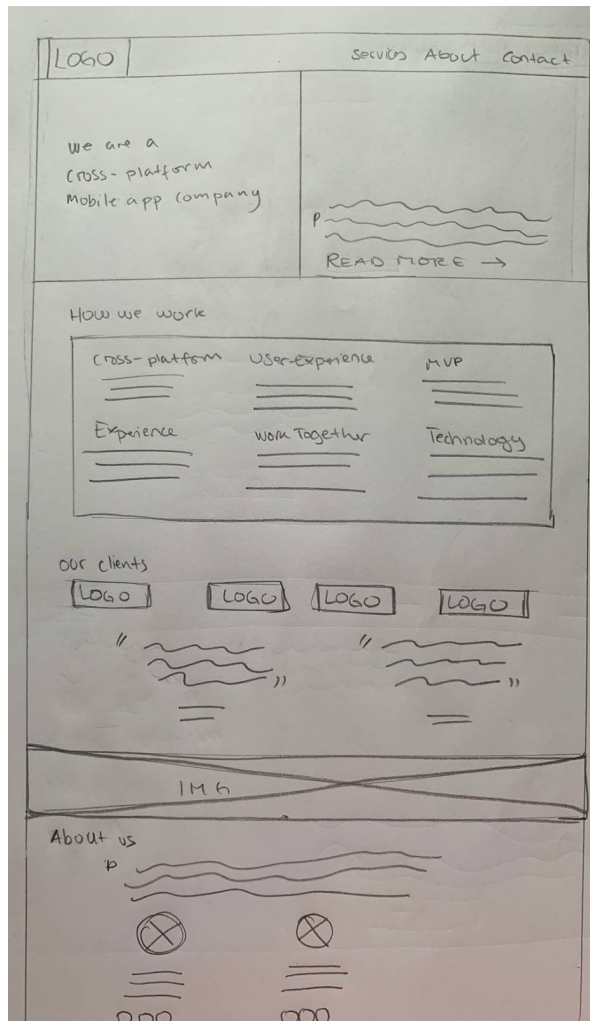 LOGO
Services About Contact
We are a
Cross-platform
Mobile app company
P
READ MORE →
How we work
Cross-platform User-experience MVP
Experience Work Together Technology
our clients
LOGO LOGO LOGO LOGO
" "
" "
IMG
About us
P